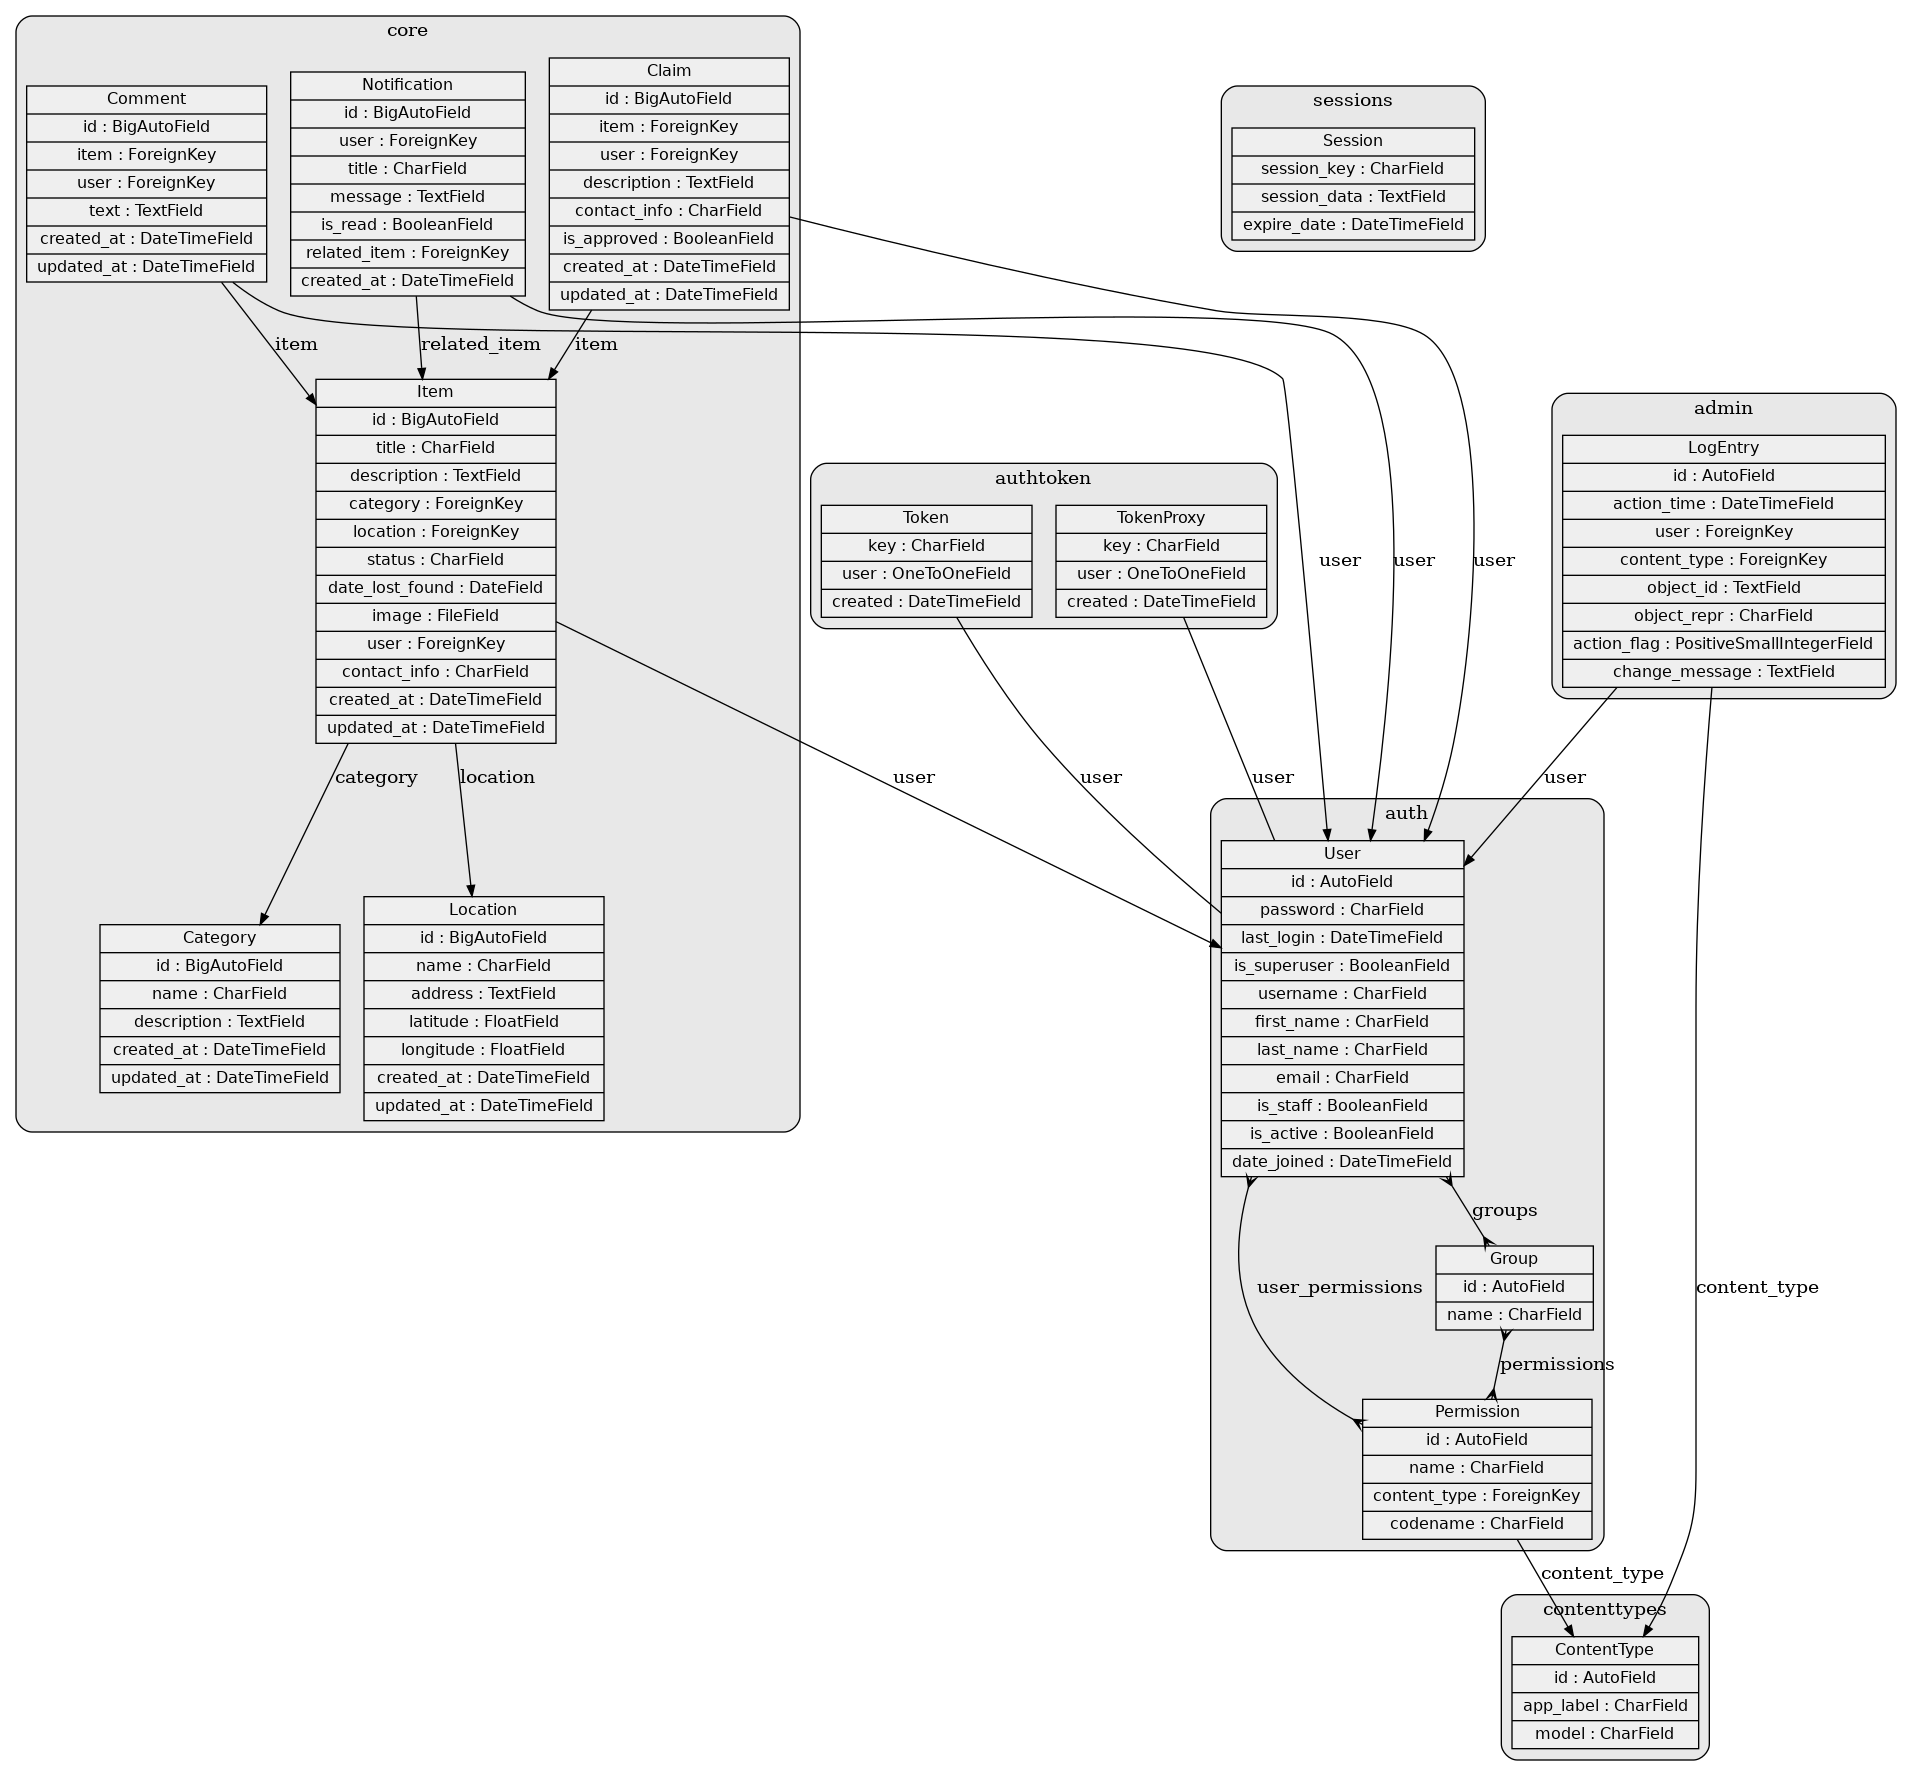 core
Comment
id : BigAutoField
item : ForeignKey
user : ForeignKey
text : TextField
created_at : DateTimeField
updated_at : DateTimeField
Notification
id : BigAutoField
user : ForeignKey
title : CharField
message : TextField
is_read : BooleanField
related_item : ForeignKey
created_at : DateTimeField
Claim
id : BigAutoField
item : ForeignKey
user : ForeignKey
description : TextField
contact_info : CharField
is_approved : BooleanField
created_at : DateTimeField
updated_at : DateTimeField
item
related_item
item
Item
id : BigAutoField
title : CharField
description : TextField
category : ForeignKey
location : ForeignKey
status : CharField
date_lost_found : DateField
image : FileField
user : ForeignKey
contact_info : CharField
created_at : DateTimeField
updated_at : DateTimeField
category
location
Category
id : BigAutoField
name : CharField
description : TextField
created_at : DateTimeField
updated_at : DateTimeField
Location
id : BigAutoField
name : CharField
address : TextField
latitude : FloatField
longitude : FloatField
created_at : DateTimeField
updated_at : DateTimeField
sessions
Session
session_key : CharField
session_data : TextField
expire_date : DateTimeField
authtoken
Token
key : CharField
user : OneToOneField
created : DateTimeField
TokenProxy
key : CharField
user : OneToOneField
created : DateTimeField
user
user
user
admin
LogEntry
id : AutoField
action_time : DateTimeField
user : ForeignKey
content_type : ForeignKey
object_id : TextField
object_repr : CharField
action_flag : PositiveSmallIntegerField
change_message : TextField
user
user
user
user
auth
User
id : AutoField
password : CharField
last_login : DateTimeField
is_superuser : BooleanField
username : CharField
first_name : CharField
last_name : CharField
email : CharField
is_staff : BooleanField
is_active : BooleanField
date_joined : DateTimeField
groups
user_permissions
Group
id : AutoField
name : CharField
permissions
content_type
Permission
id : AutoField
name : CharField
content_type : ForeignKey
codename : CharField
content_type
contenttypes
ContentType
id : AutoField
app_label : CharField
model : CharField